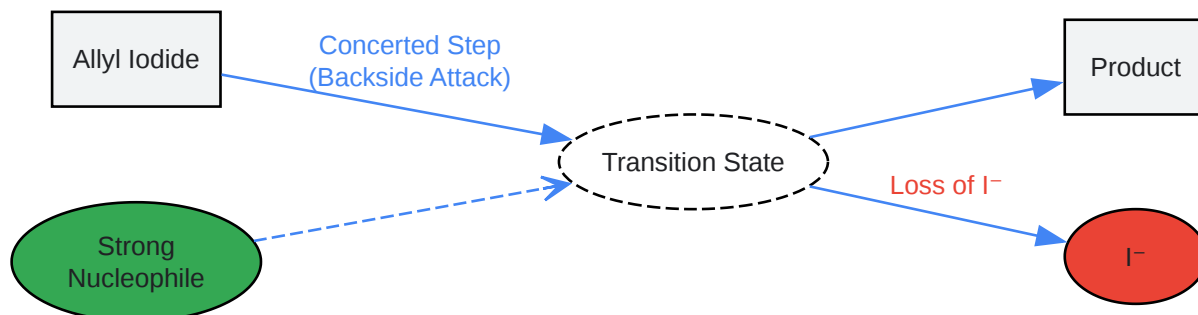 Allyl Iodide
Concerted Step
(Backside Attack)
Product
Transition State
Loss of I⁻
Strong
Nucleophile
I⁻